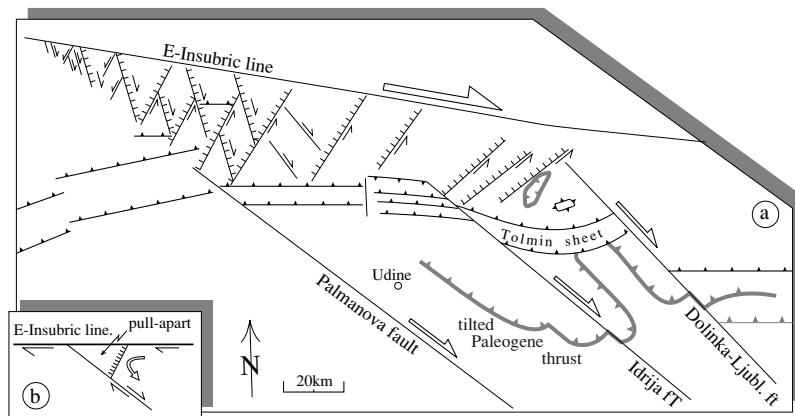 E-Insubric line
a
Tolmin sheet
Udine
Palmanova fault
tilted
Paleogene
thrust
Idrija fT
Dolinka-Ljubl. ft
N
20km
E-Insubric line.
pull-apart
b